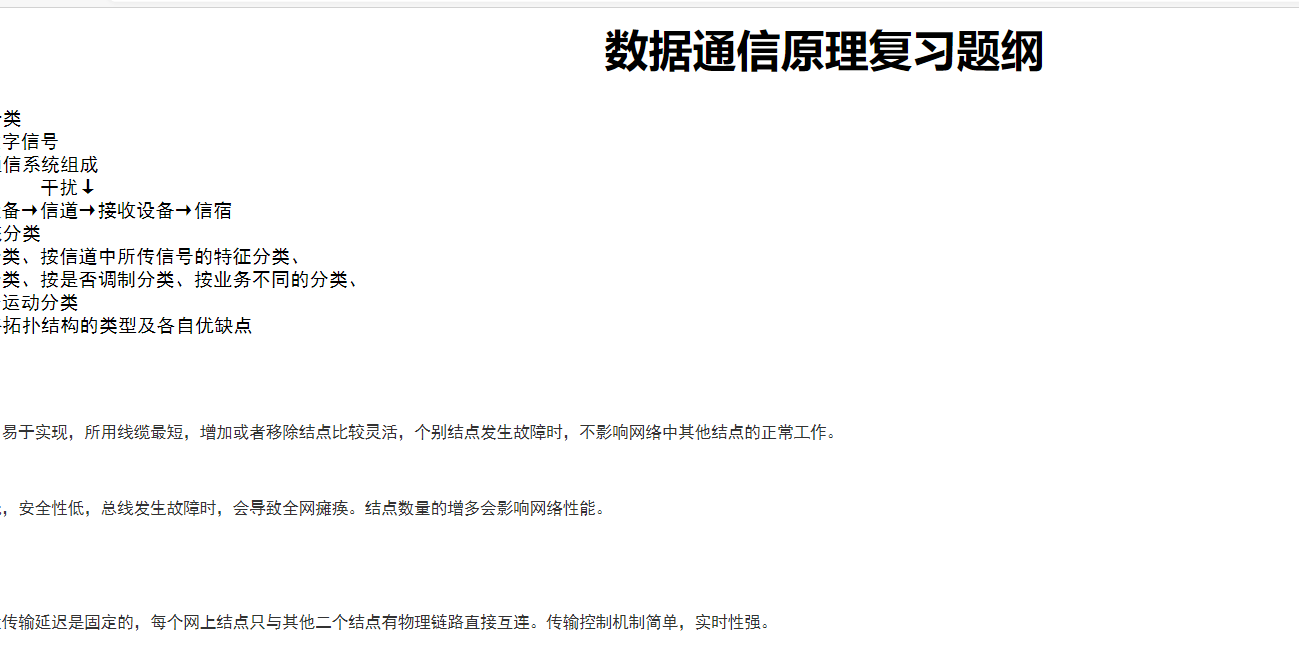 数据通信原理复习题纲
类
字信号
信系统组成
干扰↓
备→信道→接收设备→信宿
分类
类、按信道中所传信号的特征分类、
类、按是否调制分类、按业务不同的分类、
运动分类
拓扑结构的类型及各自优缺点
易于实现，所用线缆最短，增加或者移除结点比较灵活，个别结点发生故障时，不影响网络中其他结点的正常工作。
，安全性低，总线发生故障时，会导致全网瘫痪。结点数量的增多会影响网络性能。
传输延迟是固定的，每个网上结点只与其他二个结点有物理链路直接互连。传输控制机制简单，实时性强。